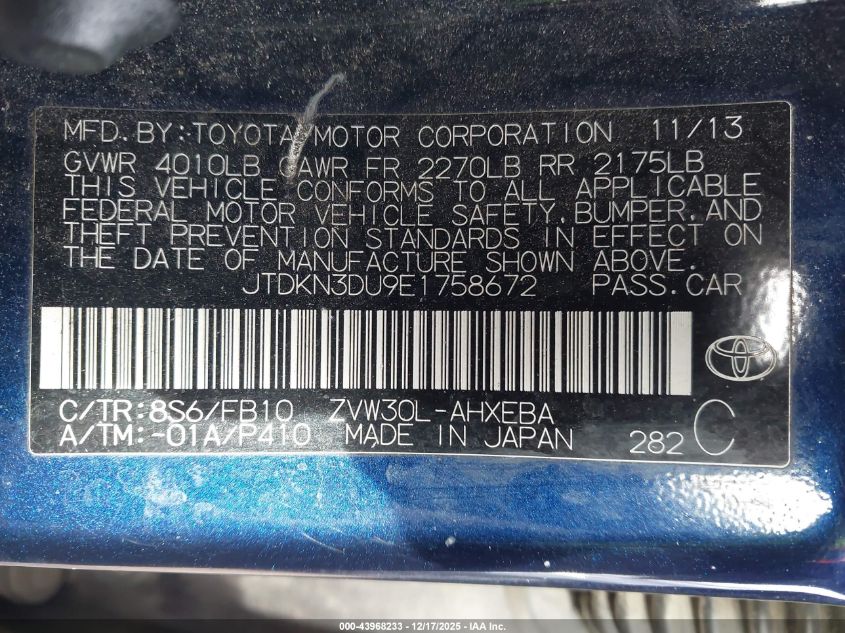 MFD. BY: TOYOTA MOTOR CORPORATION 11/13
GVWR 4010LB GAWR FR 2270LB RR 2175LB
THIS VEHICLE CONFORMS TO ALL APPLICABLE
FEDERAL MOTOR VEHICLE SAFETY, BUMPER, AND
THEFT PREVENTION STANDARDS IN EFFECT ON
THE DATE OF MANUFACTURE SHOWN ABOVE.
JTDKN3DU9E1758672 PASS. CAR
C/TR: 8S6/FB10 ZVW30L-AHXEBA
A/TM: -01A/P410 MADE IN JAPAN 282 C
000-43968233 - 12/17/2025 - IAA Inc.